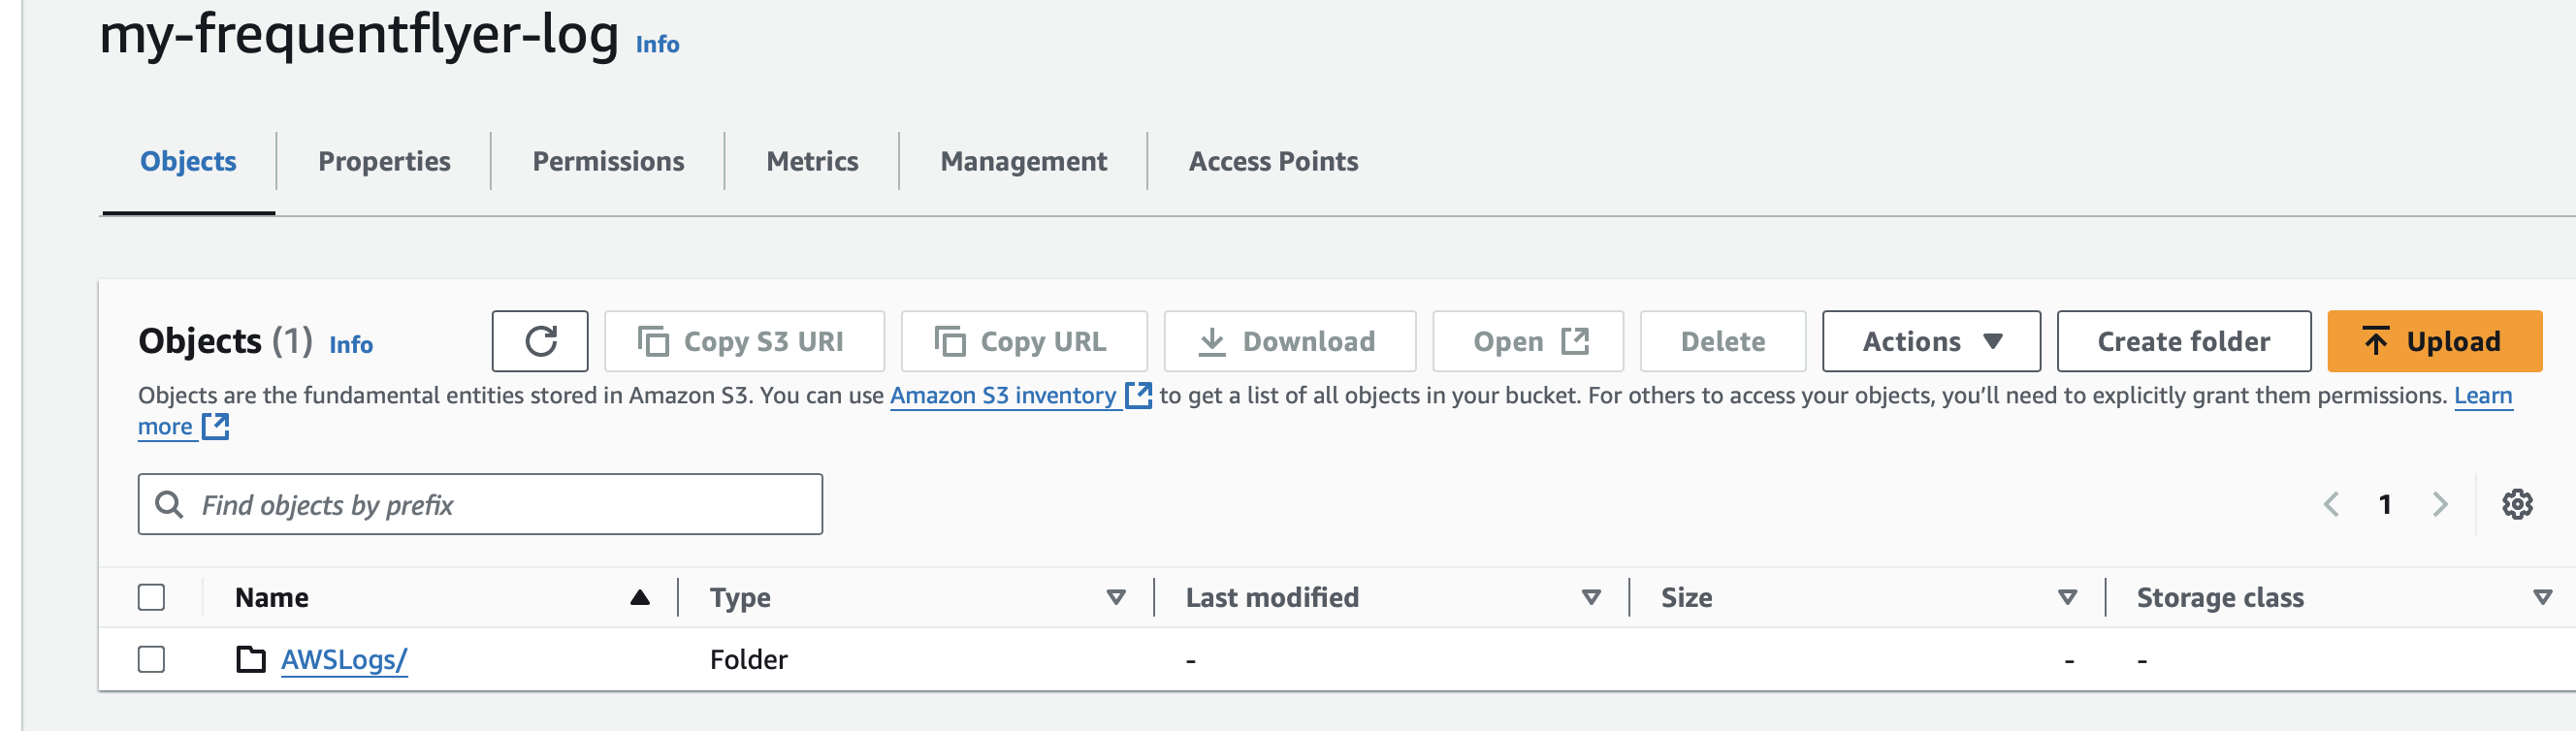 my-frequentflyer-log Info
Objects Properties Permissions Metrics Management Access Points
Objects (1) Info Copy S3 URI Copy URL Download Open Delete Actions Create folder Upload
Objects are the fundamental entities stored in Amazon S3. You can use Amazon S3 inventory to get a list of all objects in your bucket. For others to access your objects, you’ll need to explicitly grant them permissions. Learn
more
Find objects by prefix 1
Name Type Last modified Size Storage class
AWSLogs/ Folder - - -